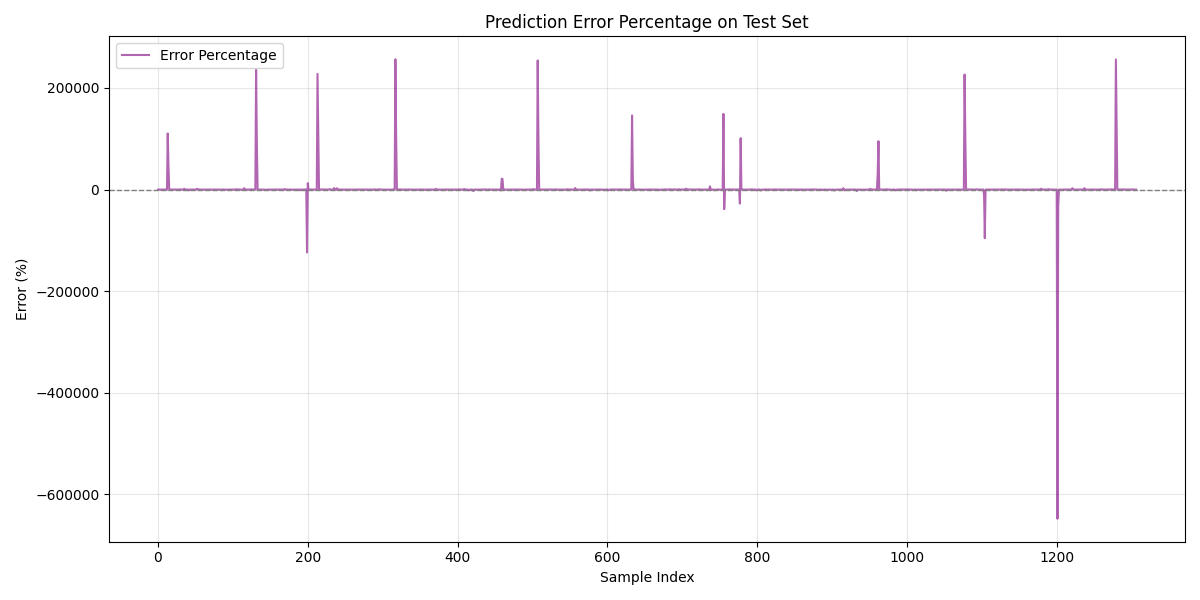 Prediction Error Percentage on Test Set
Error Percentage
200000
0
−200000
−400000
−600000
Error (%)
0 200 400 600 800 1000 1200
Sample Index